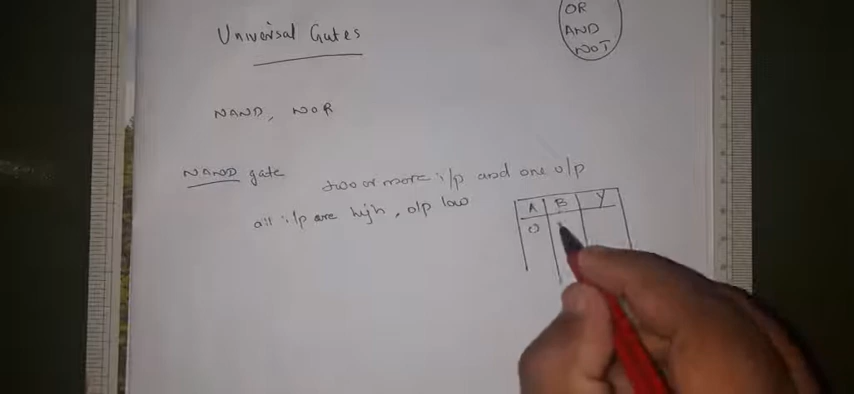 Universal Gates
OR
AND
NOT
NAND, NOR
NAND gate two or more i/p and one o/p
all i/p are high, o/p low
A B Y
0